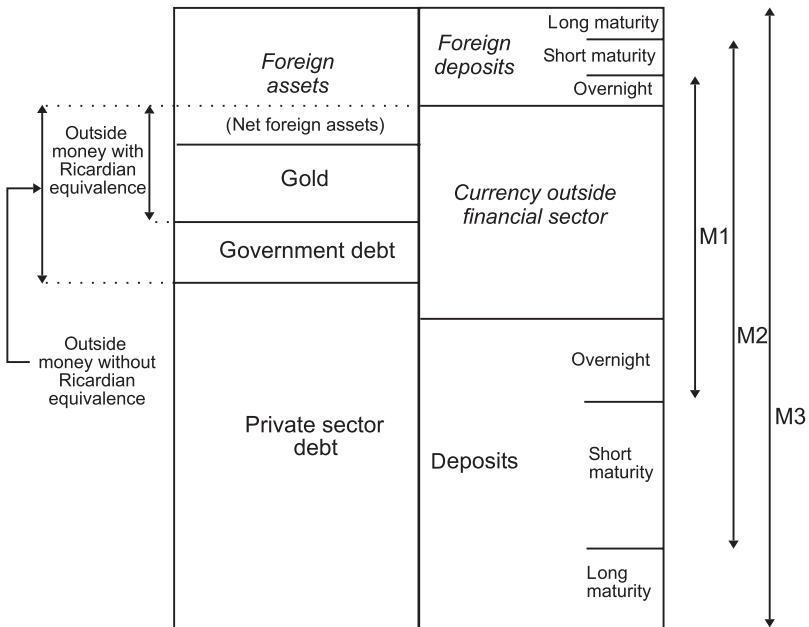 Long maturity
Foreign
deposits
Short maturity
Overnight
Foreign
assets
(Net foreign assets)
Outside
money with
Ricardian
equivalence
Gold
Currency outside
financial sector
Government debt
M1
M2
M3
Outside
money without
Ricardian
equivalence
Overnight
Private sector
debt
Deposits
Short
maturity
Long
maturity